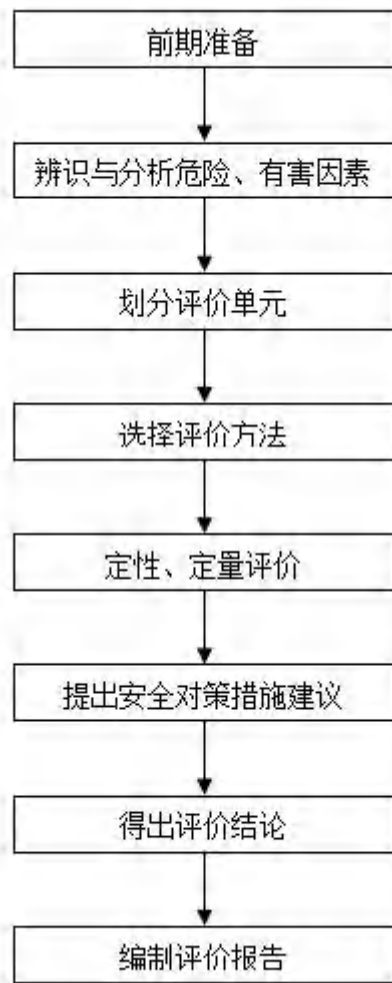 前期准备
辨识与分析危险、有害因素
划分评价单元
选择评价方法
定性、定量评价
提出安全对策措施建议
得出评价结论
编制评价报告